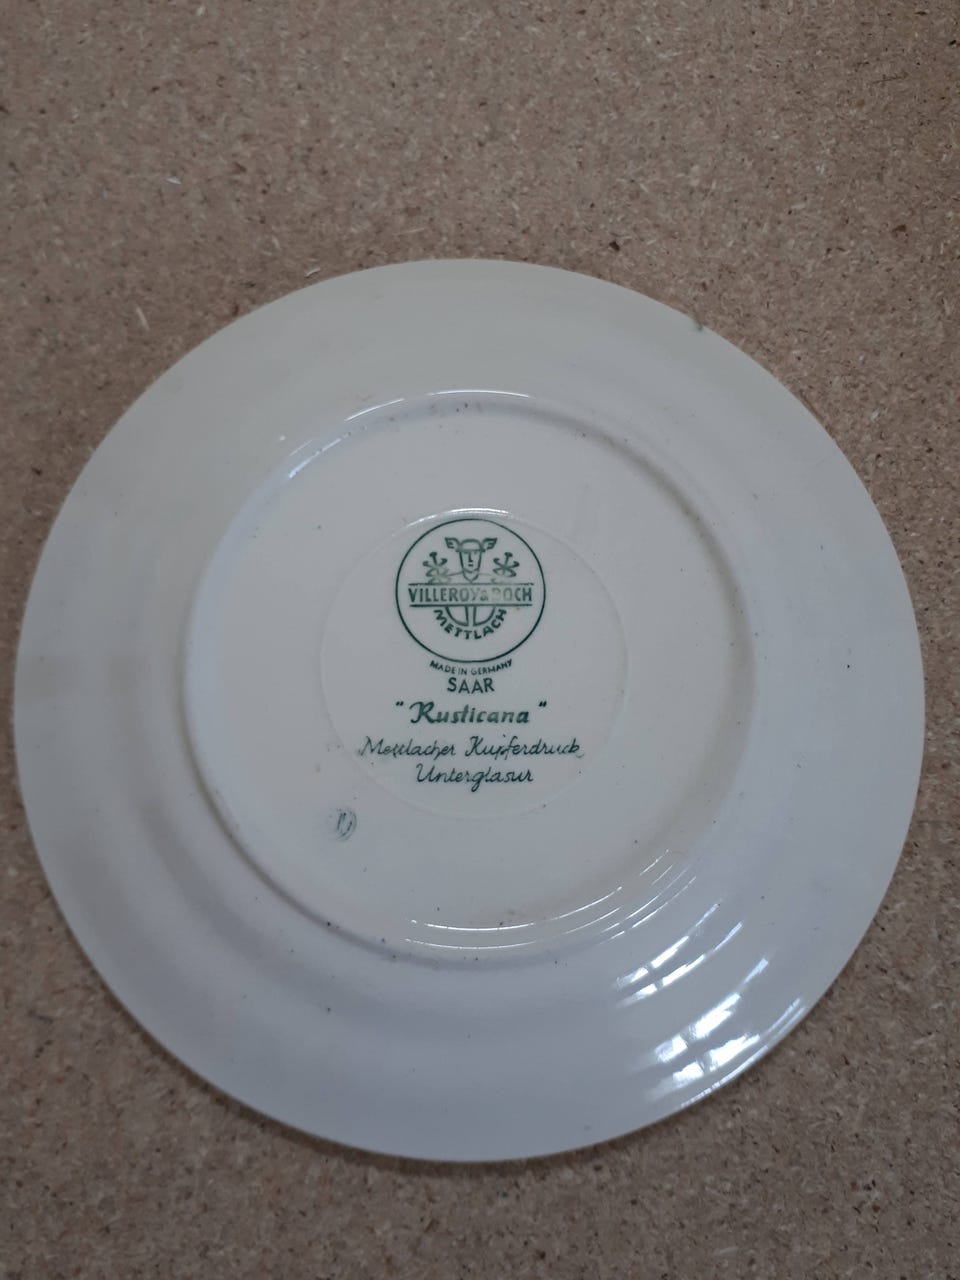 VILLEROY & BOCH
METTLACH
MADE IN GERMANY
SAAR
"Rusticana"
Mettlacher Kupferdruck
Unterglasur